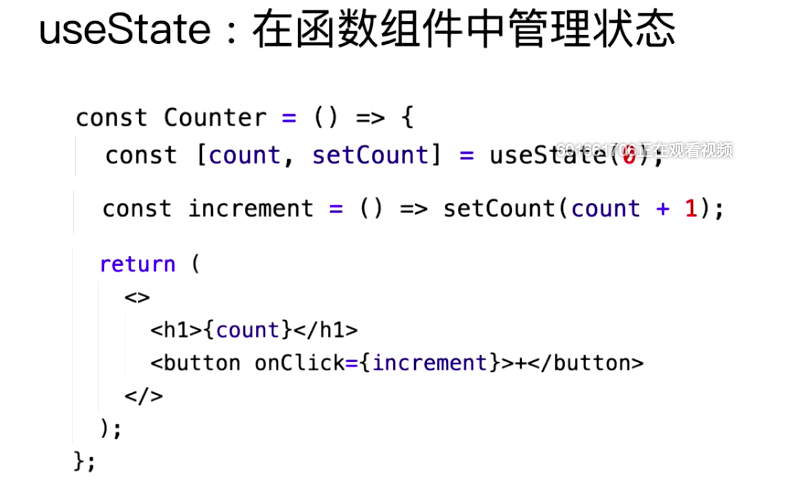 useState：在函数组件中管理状态
const Counter = () => {
const [count, setCount] = useState(0);
正在观看视频
const increment = () => setCount(count + 1);
return (
<>
<h1>{count}</h1>
<button onClick={increment}>+</button>
</>
);
};